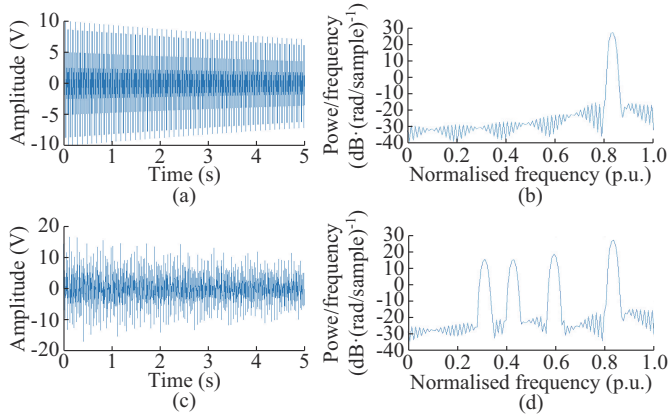 10
5
0
-5
-10
Amplitude (V)
0 1 2 3 4 5
Time (s)
(a)
30
20
10
0
-10
-20
-30
-40
Powe/frequency
(dB·(rad/sample)⁻¹)
0 0.2 0.4 0.6 0.8 1.0
Normalised frequency (p.u.)
(b)
20
10
0
-10
-20
Amplitude (V)
0 1 2 3 4 5
Time (s)
(c)
30
20
10
0
-10
-20
-30
-40
Powe/frequency
(dB·(rad/sample)⁻¹
0 0.2 0.4 0.6 0.8 1.0
Normalised frequency (p.u.)
(d)